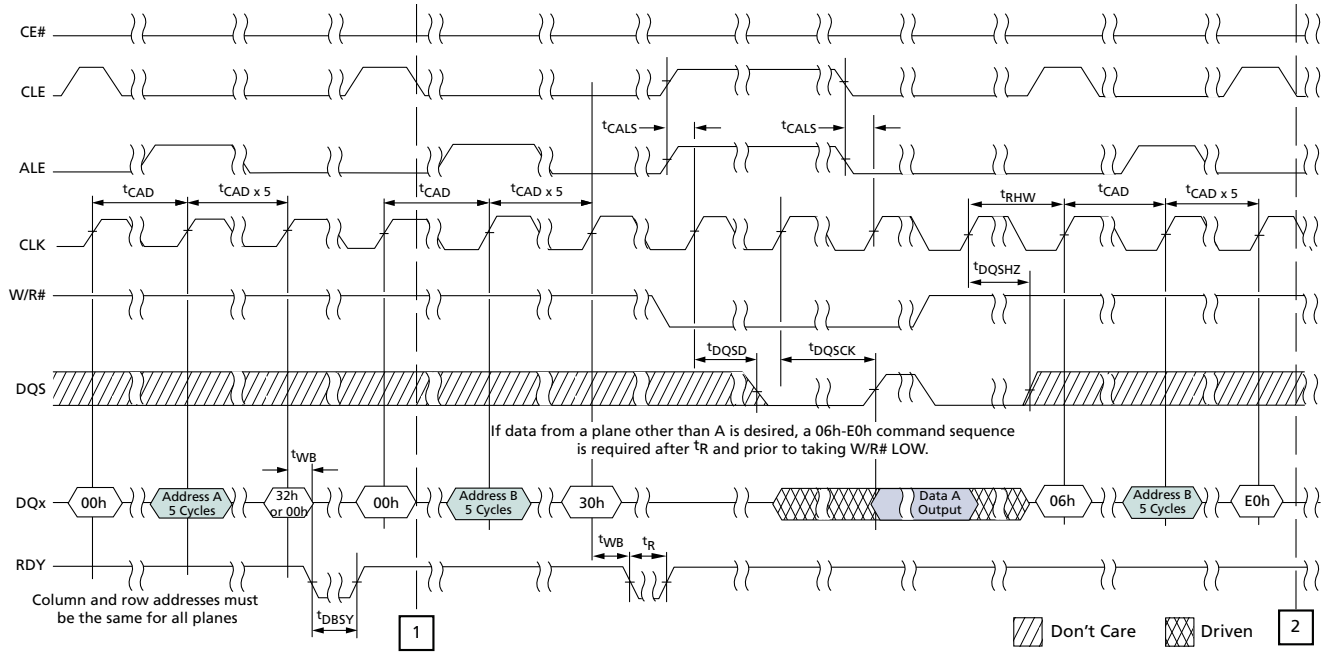 CE#
CLE
tCALS
tCALS
ALE
tCAD
tCAD x 5
tCAD
tCAD x 5
tRHW
tCAD
tCAD x 5
CLK
tDQSHZ
W/R#
tDQSD
tDQSCK
DQS
If data from a plane other than A is desired, a 06h-E0h command sequence
is required after tR and prior to taking W/R# LOW.
tWB
DQx
00h
Address A
5 Cycles
32h
or 00h
00h
Address B
5 Cycles
30h
Data A
Output
06h
Address B
5 Cycles
E0h
tWB
tR
RDY
Column and row addresses must
be the same for all planes
tDBSY
1
Don't Care
Driven
2